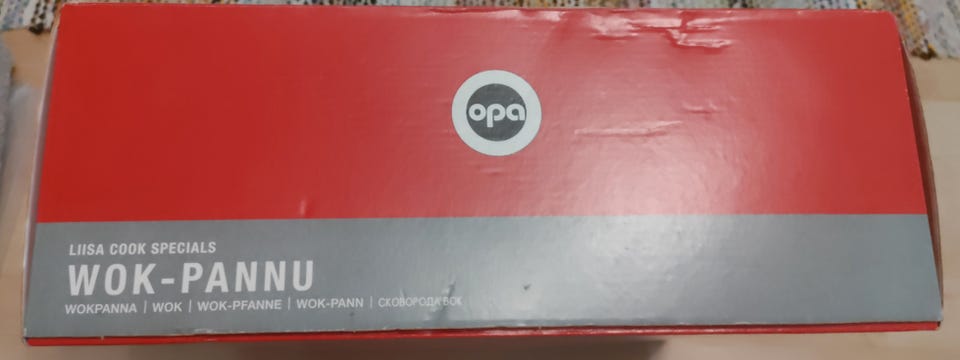 opa
LIISA COOK SPECIALS
WOK-PANNU
WOKPANNA | WOK | WOK-PFANNE | WOK-PANN | СКОВОРОДА ВОК